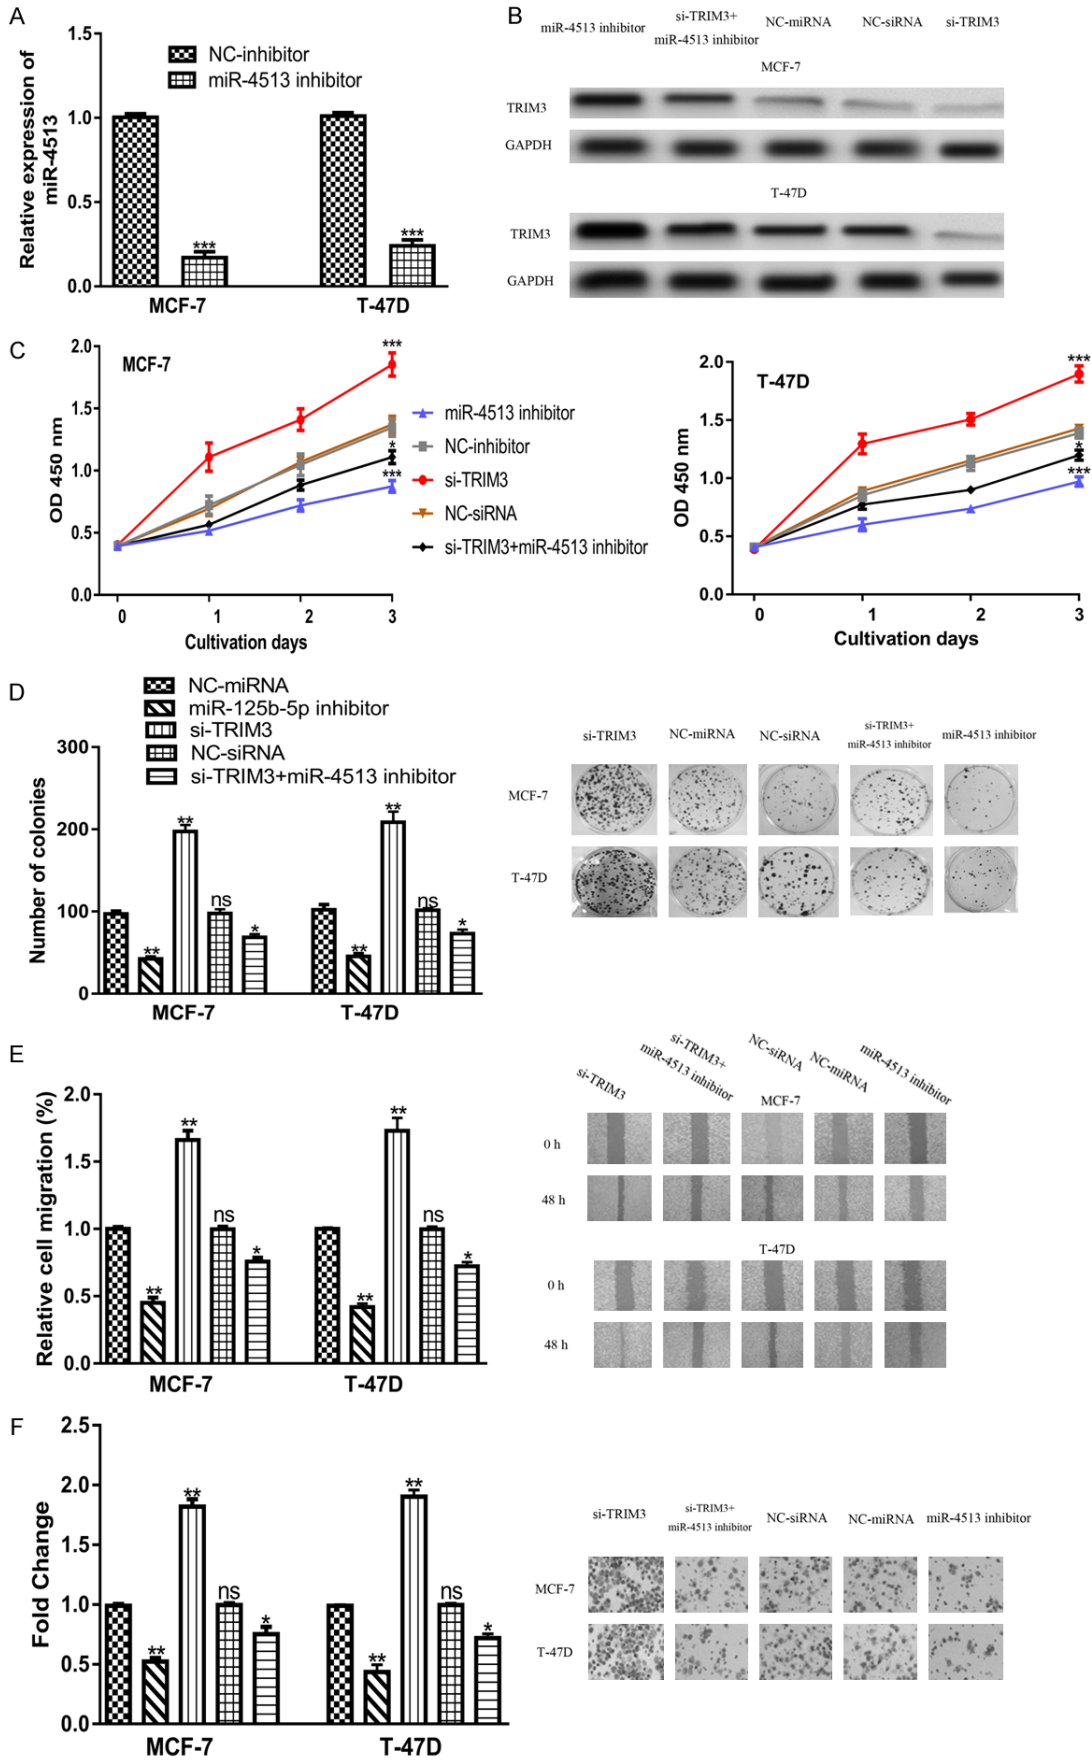 A
Relative expression of
miR-4513
1.5
1.0
0.5
0.0
NC-inhibitor
miR-4513 inhibitor
***
***
MCF-7
T-47D
B
miR-4513 inhibitor
si-TRIM3+
miR-4513 inhibitor
NC-miRNA
NC-siRNA
si-TRIM3
MCF-7
TRIM3
GAPDH
T-47D
TRIM3
GAPDH
C
MCF-7
OD 450 nm
2.0
1.5
1.0
0.5
0.0
***
*
***
0
1
2
3
Cultivation days
miR-4513 inhibitor
NC-inhibitor
si-TRIM3
NC-siRNA
si-TRIM3+miR-4513 inhibitor
T-47D
OD 450 nm
2.0
1.5
1.0
0.5
0.0
***
*
***
0
1
2
3
Cultivation days
D
NC-miRNA
miR-125b-5p inhibitor
si-TRIM3
NC-siRNA
si-TRIM3+miR-4513 inhibitor
Number of colonies
300
200
100
0
**
**
ns
*
**
**
ns
*
MCF-7
T-47D
si-TRIM3
NC-miRNA
NC-siRNA
si-TRIM3+
miR-4513 inhibitor
miR-4513 inhibitor
MCF-7
T-47D
E
Relative cell migration (%)
2.0
1.5
1.0
0.5
0.0
**
**
ns
*
**
**
ns
*
MCF-7
T-47D
si-TRIM3
si-TRIM3+
miR-4513 inhibitor
NC-siRNA
NC-miRNA
miR-4513 inhibitor
MCF-7
0 h
48 h
T-47D
0 h
48 h
F
Fold Change
2.5
2.0
1.5
1.0
0.5
0.0
**
**
ns
*
**
**
ns
*
MCF-7
T-47D
si-TRIM3
si-TRIM3+
miR-4513 inhibitor
NC-siRNA
NC-miRNA
miR-4513 inhibitor
MCF-7
T-47D